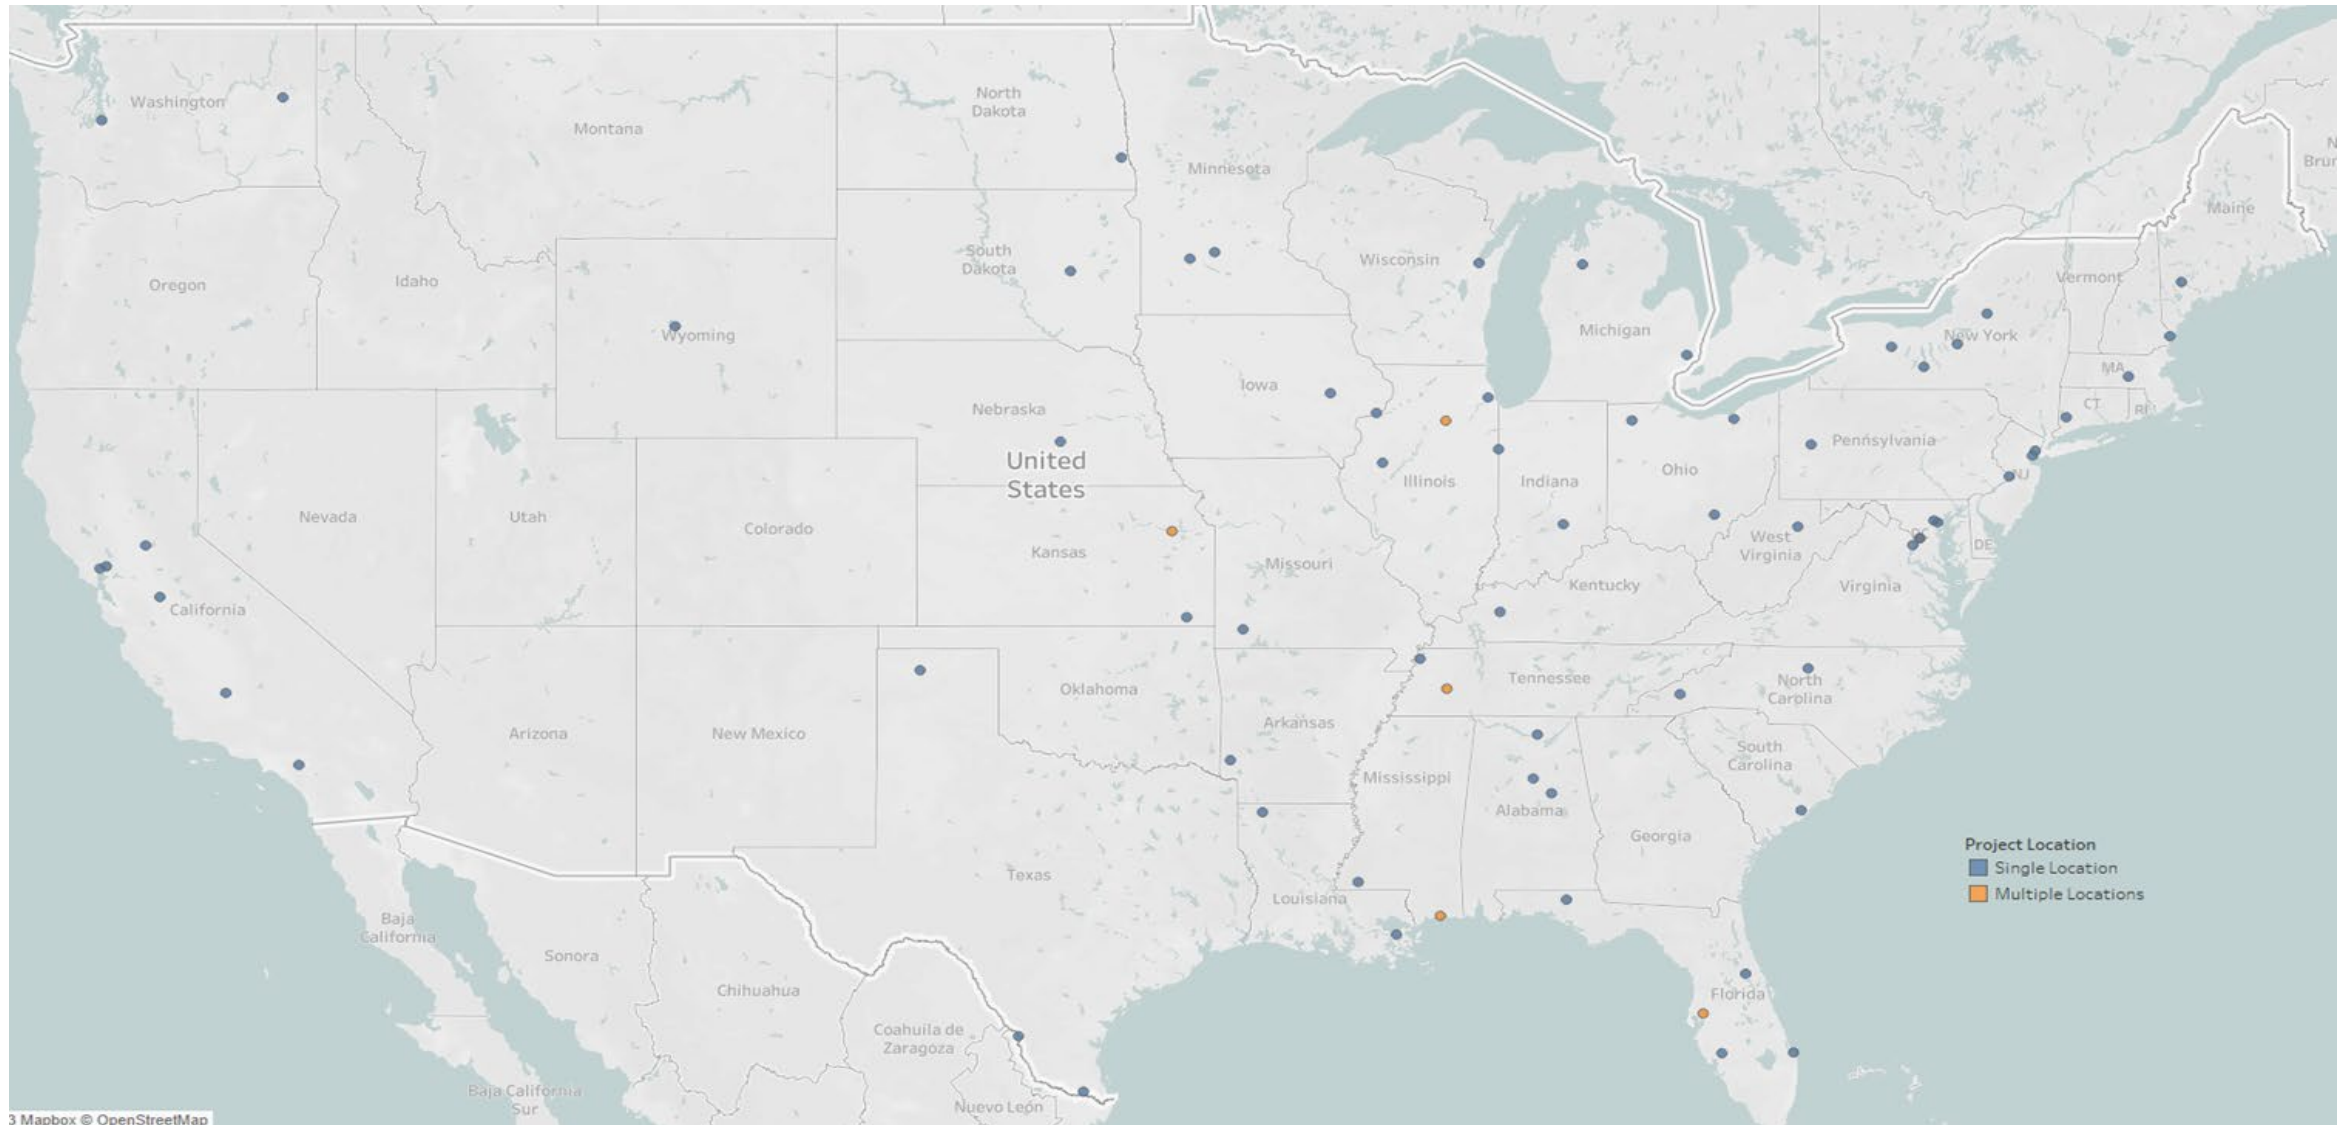 Washington
Montana
North
Dakota
Minnesota
N
Brun
Maine
Oregon
Idaho
South
Dakota
Wisconsin
Vermont
Wyoming
Michigan
New York
Iowa
MA
Nebraska
CT
RI
United
States
Pennsylvania
Illinois
Indiana
Ohio
NJ
Nevada
Utah
Colorado
Kansas
Missouri
West
Virginia
DC
DE
Kentucky
Virginia
California
Oklahoma
Tennessee
North
Carolina
Arizona
New Mexico
Arkansas
South
Carolina
Mississippi
Alabama
Georgia
Project Location
Single Location
Multiple Locations
Texas
Louisiana
Baja
California
Sonora
Chihuahua
Florida
Coahuila de
Zaragoza
Baja California
Sur
Nuevo León
3 Mapbox © OpenStreetMap